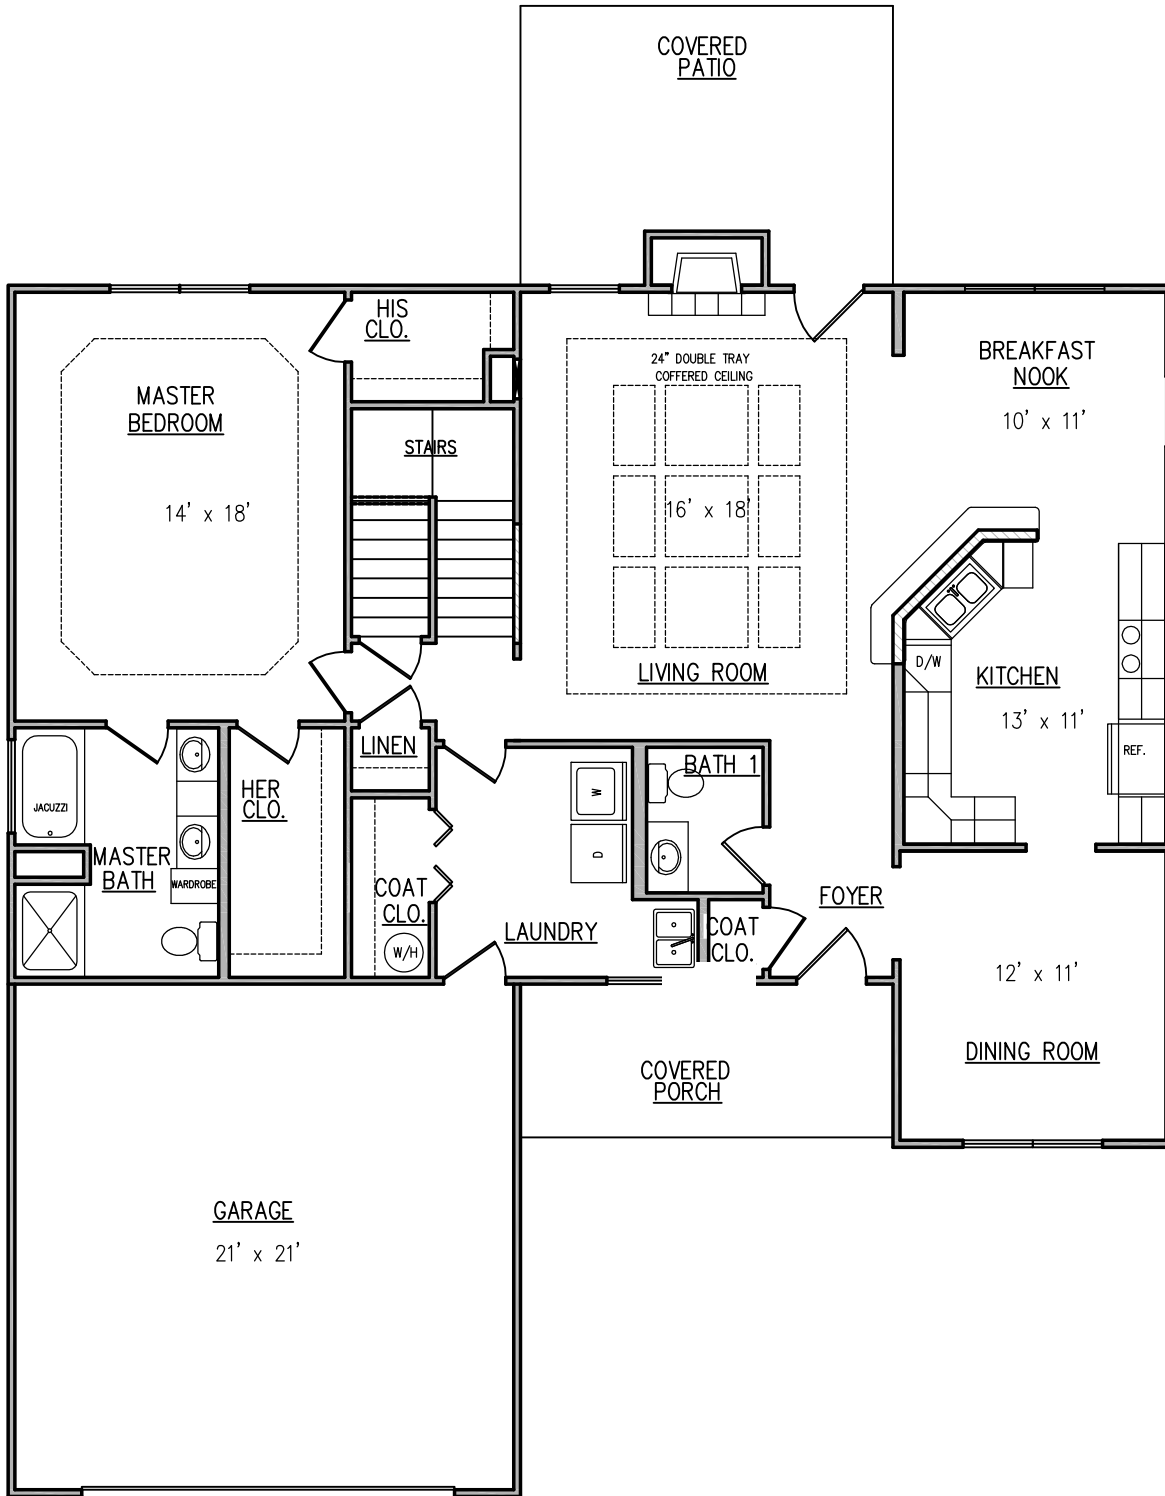 COVERED
PATIO
HIS
CLO.
MASTER
BEDROOM
14' x 18'
STAIRS
24" DOUBLE TRAY
COFFERED CEILING
16' x 18'
LIVING ROOM
BREAKFAST
NOOK
10' x 11'
D/W
KITCHEN
13' x 11'
REF.
LINEN
JACUZZI
HER
CLO.
MASTER
BATH
WARDROBE
COAT
CLO.
W/H
W
D
LAUNDRY
BATH 1
COAT
CLO.
FOYER
12' x 11'
DINING ROOM
COVERED
PORCH
GARAGE
21' x 21'